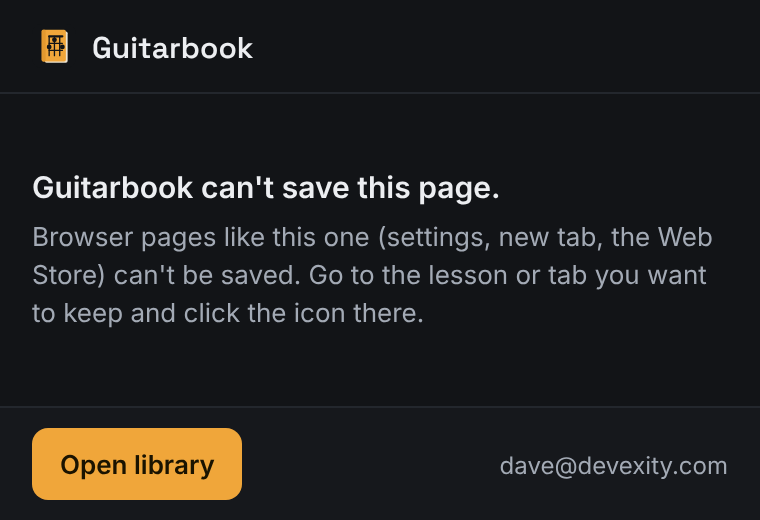 Guitarbook
Guitarbook can't save this page.
Browser pages like this one (settings, new tab, the Web
Store) can't be saved. Go to the lesson or tab you want
to keep and click the icon there.
Open library
dave@devexity.com